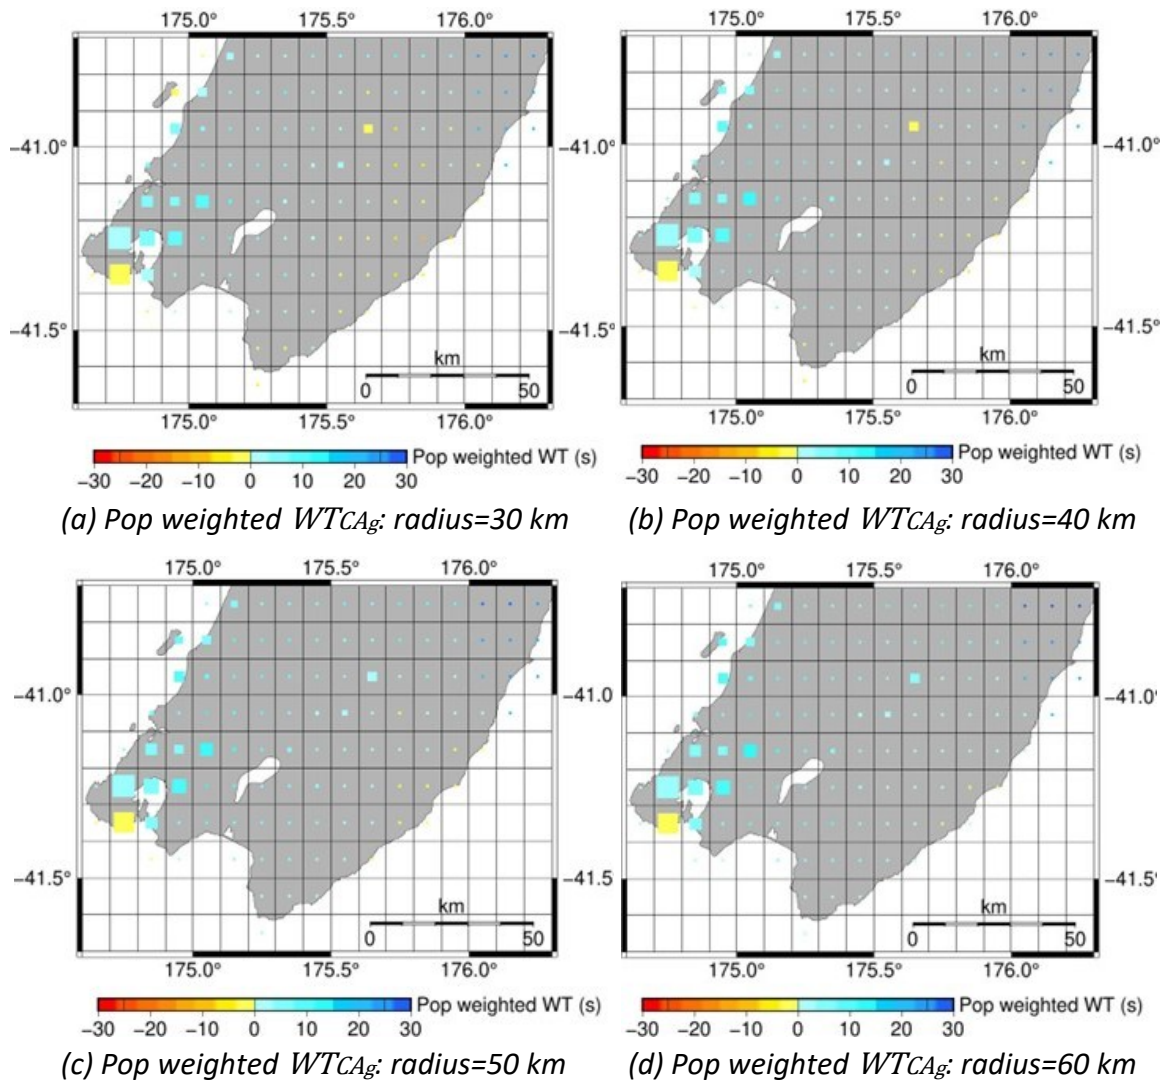 175.0° 175.5° 176.0°
175.0° 175.5° 176.0°
−41.0° −41.0° −41.0°
−41.5° −41.5° −41.5°
km
0 50
km
0 50
175.0° 175.5° 176.0°
175.0° 175.5° 176.0°
Pop weighted WT (s)
−30 −20 −10 0 10 20 30
Pop weighted WT (s)
−30 −20 −10 0 10 20 30
(a) Pop weighted WTCAg: radius=30 km
(b) Pop weighted WTCAg: radius=40 km
175.0° 175.5° 176.0°
175.0° 175.5° 176.0°
−41.0° −41.0 −41.0'
−41.5° −41.5 −41.5'
km
0 50
km
0 50
175.0° 175.5° 176.0°
175.0° 175.5° 176.0°
Pop weighted WT (s)
−30 −20 −10 0 10 20 30
Pop weighted WT (s)
−30 −20 −10 0 10 20 30
(c) Pop weighted WTCAg: radius=50 km
(d) Pop weighted WTCAg: radius=60 km